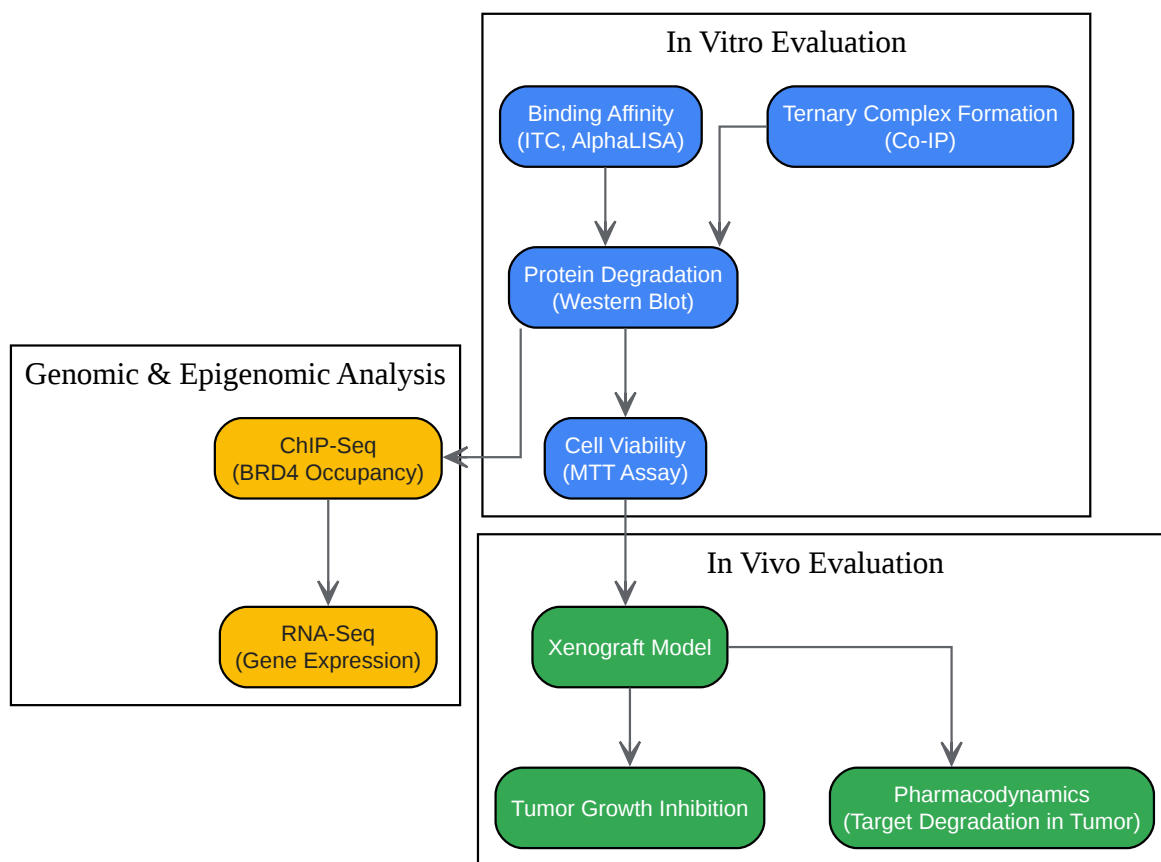 In Vitro Evaluation
Binding Affinity
(ITC, AlphaLISA)
Ternary Complex Formation
(Co-IP)
Protein Degradation
(Western Blot)
Cell Viability
(MTT Assay)
Genomic & Epigenomic Analysis
ChIP-Seq
(BRD4 Occupancy)
RNA-Seq
(Gene Expression)
In Vivo Evaluation
Xenograft Model
Tumor Growth Inhibition
Pharmacodynamics
(Target Degradation in Tumor)